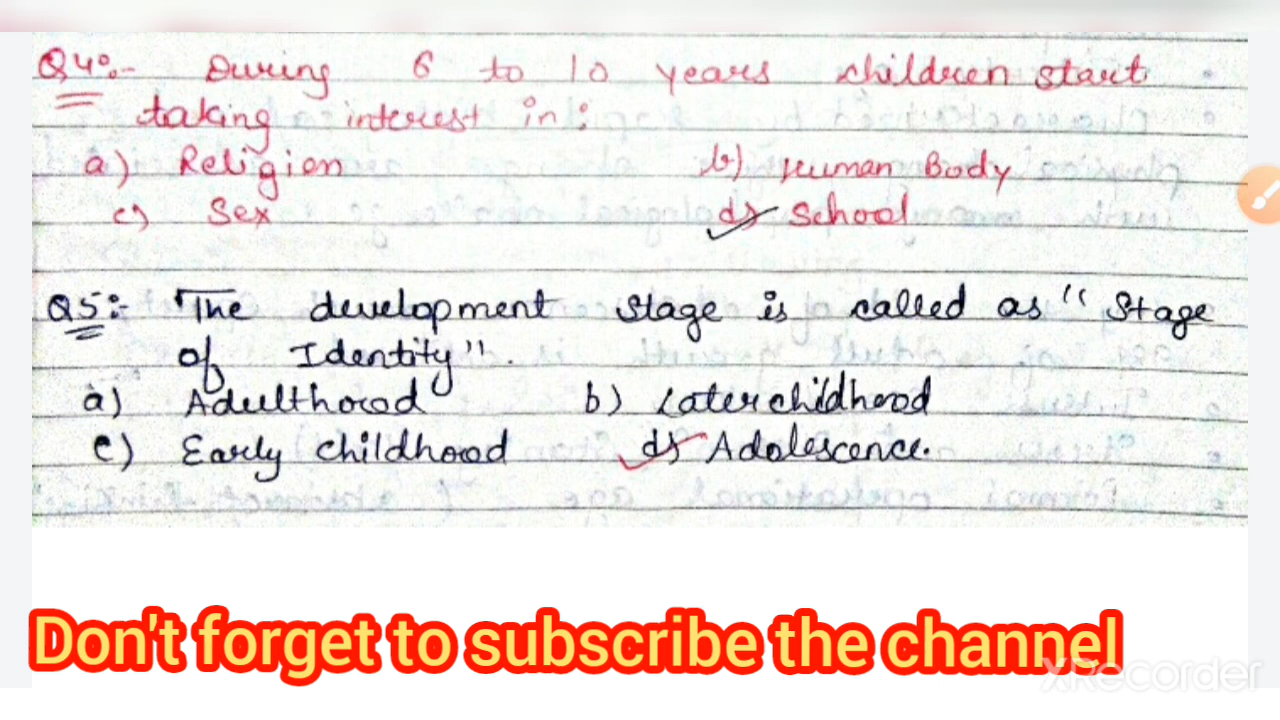 Q4:- During 6 to 10 years children start
taking interest in:
a) Religion b) Human Body
c) Sex d) School
Q5:- The development stage is called as "Stage
of Identity".
a) Adulthood b) Later childhood
c) Early childhood d) Adolescence.
Don't forget to subscribe the channel
XRecorder